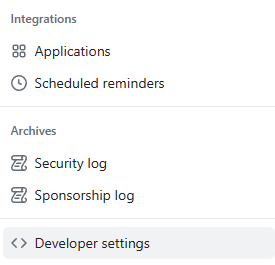 Integrations
Applications
Scheduled reminders
Archives
Security log
Sponsorship log
Developer settings